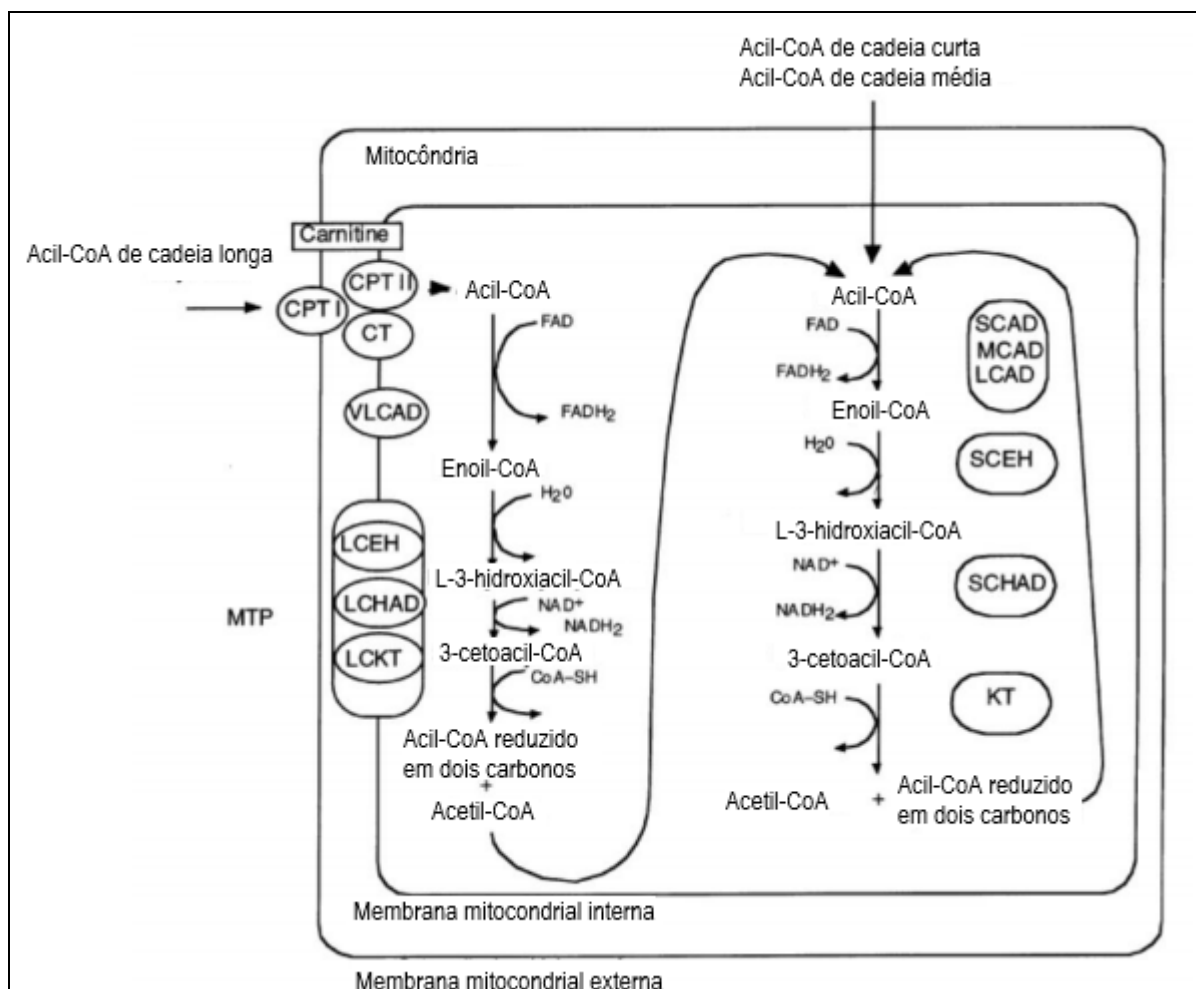 Acil-CoA de cadeia curta
Acil-CoA de cadeia média
Mitocôndria
Carnitine
Acil-CoA de cadeia longa
CPT I
CPT II
CT
VLCAD
MTP
LCEH
LCHAD
LCKT
Acil-CoA
FAD
FADH2
Enoil-CoA
H2O
L-3-hidroxiacil-CoA
NAD+
NADH2
3-cetoacil-CoA
CoA-SH
Acil-CoA reduzido
em dois carbonos
+
Acetil-CoA
Acil-CoA
FAD
FADH2
Enoil-CoA
H2O
L-3-hidroxiacil-CoA
NAD+
NADH2
3-cetoacil-CoA
CoA-SH
Acetil-CoA + Acil-CoA reduzido
em dois carbonos
SCAD
MCAD
LCAD
SCEH
SCHAD
KT
Membrana mitocondrial interna
Membrana mitocondrial externa